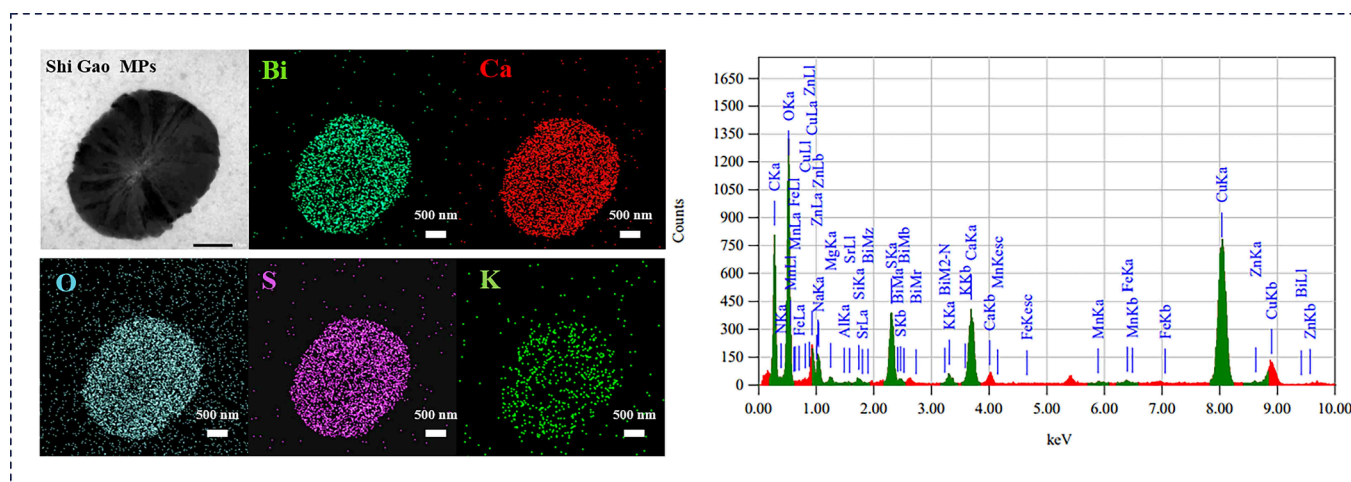 Shi Gao MPs
Bi
500 nm
Ca
500 nm
O
500 nm
S
500 nm
K
500 nm
Counts
1650
1500
1350
1200
1050
900
750
600
450
300
150
0
CKa
NKa
OKa
MnLl
MnLa FeLl
FeLa
CuLl
CuLa ZnLl
ZnLa ZnLb
NaKa
MgKa
AlKa
SrLl
SiKa
SrLa
BiMz
SKa
BiMa
SKb
BiMb
BiMr
KKa
BiM2-N
KKb
CaKa
CaKb
MnKesc
FeKesc
MnKa
FeKa
MnKb
FeKb
CuKa
ZnKa
CuKb
BiLl
ZnKb
0.00 1.00 2.00 3.00 4.00 5.00 6.00 7.00 8.00 9.00 10.00
keV